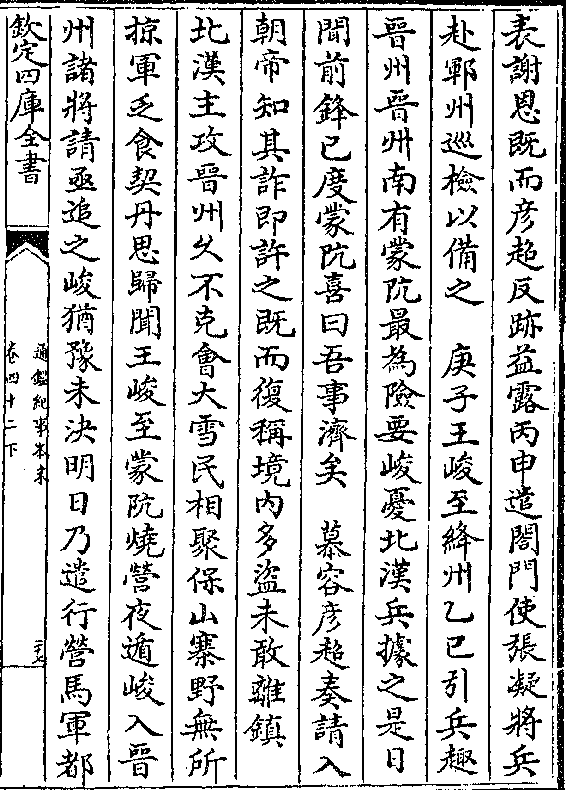 表謝恩既而彦超反跡益露丙申遣閤門使張凝將兵
赴鄆州巡檢以備之　庚子王峻至絳州乙巳引兵趣
晉州晉州南有蒙阬最為險要峻憂北漢兵據之是日
聞前鋒已度蒙阬喜曰吾事濟矣　慕容彦超奏請入
朝帝知其詐即許之既而復稱境内多盜未敢離鎮
北漢主攻晉州久不克會大雪民相聚保山寨野無所
掠軍乏食契丹思歸聞王峻至蒙阬燒營夜遁峻入晉
州諸將請亟追之峻猶豫未決明日乃遣行營馬軍都
欽定四庫全書
通鑑紀事本末
卷四十二下